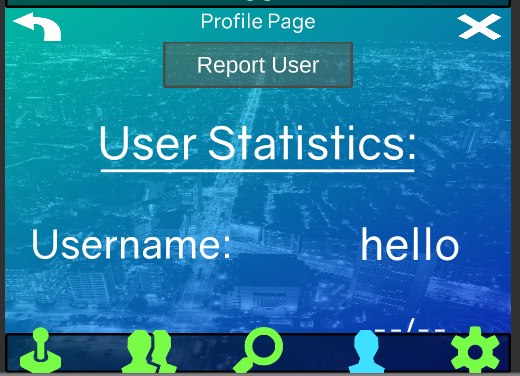 Profile Page
Report User
User Statistics:
Username: hello